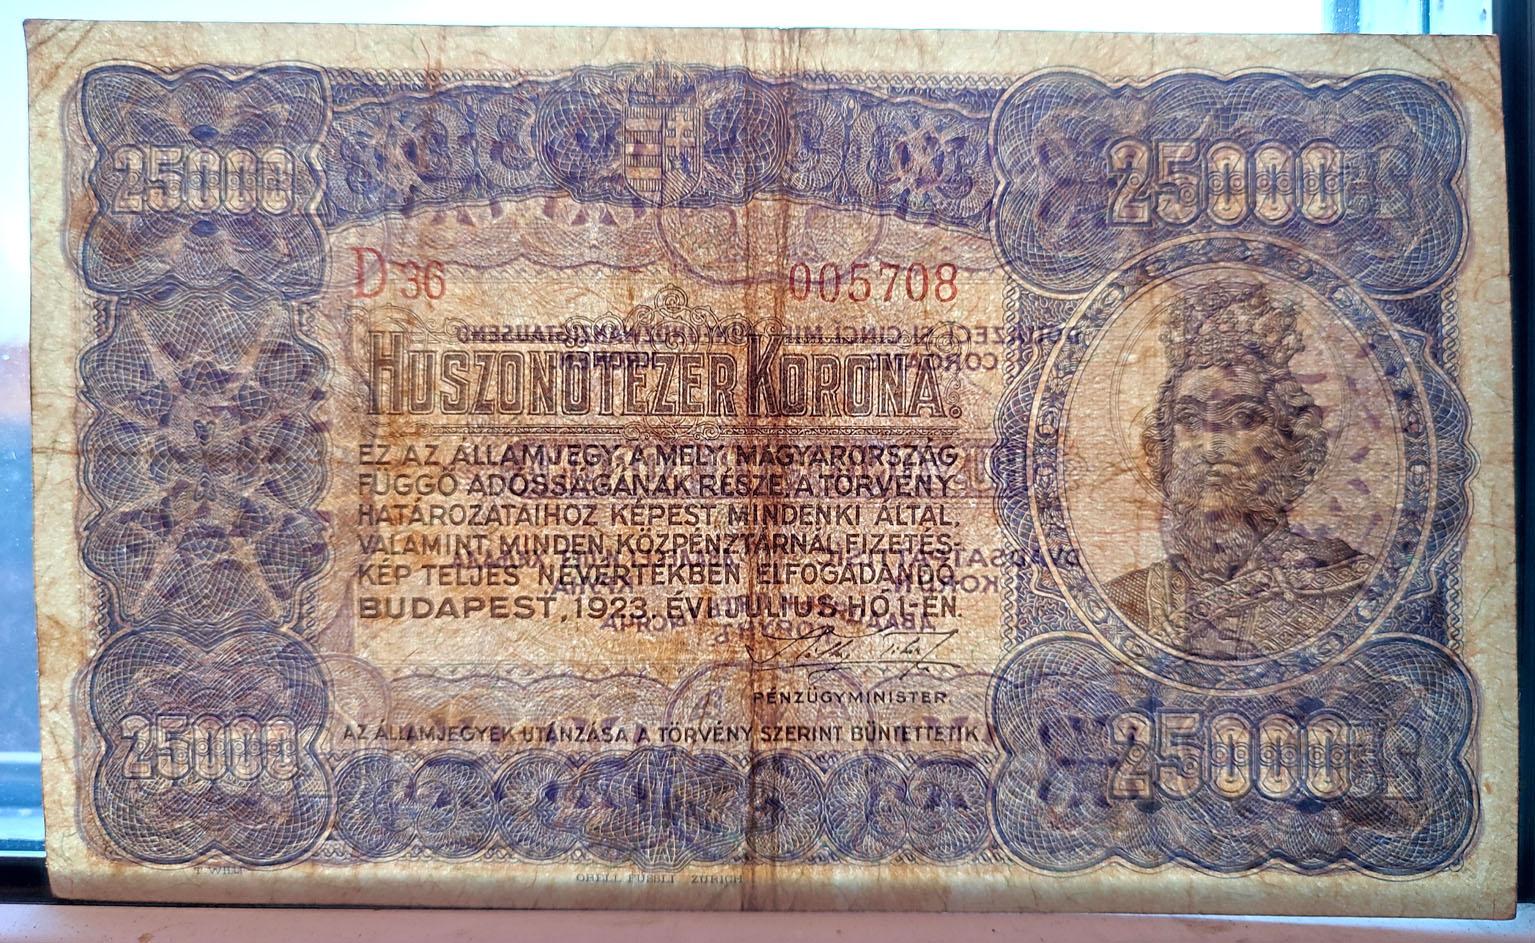 25000
25000
D 36
005708
HUSZONÖTEZER KORONA.
EZ AZ ÁLLAMJEGY, A MELY MAGYARORSZÁG
FÜGGŐ ADÓSSÁGÁNAK RÉSZE, A TÖRVÉNY
HATÁROZATAIHOZ KÉPEST MINDENKI ÁLTAL,
VALAMINT MINDEN KÖZPÉNZTÁRNÁL FIZETÉS-
KÉP TELJES NÉVÉRTÉKBEN ELFOGADANDÓ.
BUDAPEST, 1923. ÉVI JULIUS HÓ 1-ÉN.
PÉNZÜGYMINISTER
25000
25000
AZ ÁLLAMJEGYEK UTÁNZÁSA A TÖRVÉNY SZERINT BÜNTETTETIK.
ORELL FÜSSLI ZÜRICH